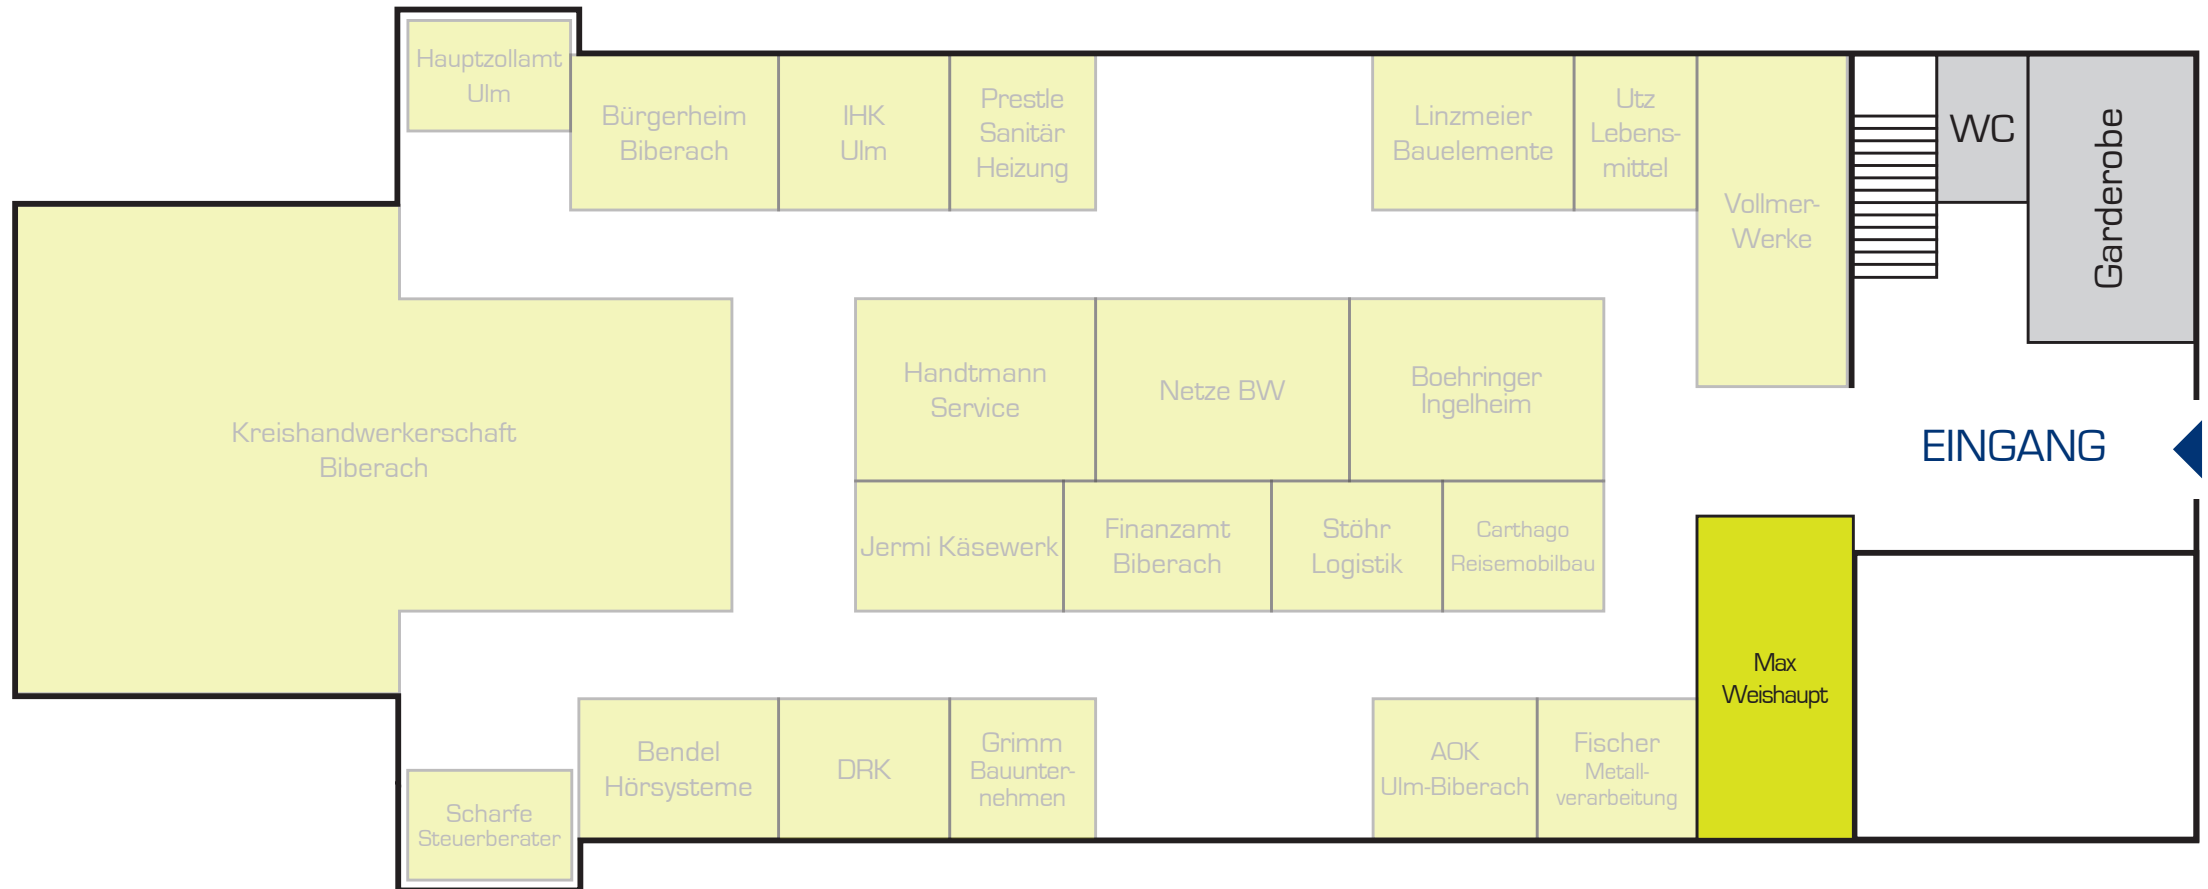 Hauptzollamt
Ulm
Bürgerheim
Biberach
IHK
Ulm
Prestle
Sanitär
Heizung
Linzmeier
Bauelemente
Utz
Lebens-
mittel
Vollmer-
Werke
WC
Garderobe
Kreishandwerkerschaft
Biberach
Handtmann
Service
Netze BW
Boehringer
Ingelheim
EINGANG
Jermi Käsewerk
Finanzamt
Biberach
Stöhr
Logistik
Carthago
Reisemobilbau
Max
Weishaupt
Scharfe
Steuerberater
Bendel
Hörsysteme
DRK
Grimm
Bauunter-
nehmen
AOK
Ulm-Biberach
Fischer
Metall-
verarbeitung